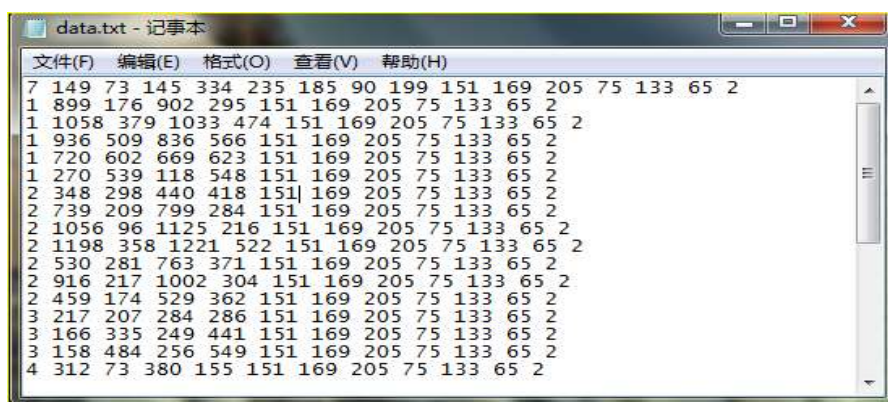 data.txt - 记事本
文件(F) 编辑(E) 格式(O) 查看(V) 帮助(H)
7 149 73 145 334 235 185 90 199 151 169 205 75 133 65 2
1 899 176 902 295 151 169 205 75 133 65 2
1 1058 379 1033 474 151 169 205 75 133 65 2
1 936 509 836 566 151 169 205 75 133 65 2
1 720 602 669 623 151 169 205 75 133 65 2
1 270 539 118 548 151 169 205 75 133 65 2
2 348 298 440 418 151 169 205 75 133 65 2
2 739 209 799 284 151 169 205 75 133 65 2
2 1056 96 1125 216 151 169 205 75 133 65 2
2 1198 358 1221 522 151 169 205 75 133 65 2
2 530 281 763 371 151 169 205 75 133 65 2
2 916 217 1002 304 151 169 205 75 133 65 2
2 459 174 529 362 151 169 205 75 133 65 2
3 217 207 284 286 151 169 205 75 133 65 2
3 166 335 249 441 151 169 205 75 133 65 2
3 158 484 256 549 151 169 205 75 133 65 2
4 312 73 380 155 151 169 205 75 133 65 2